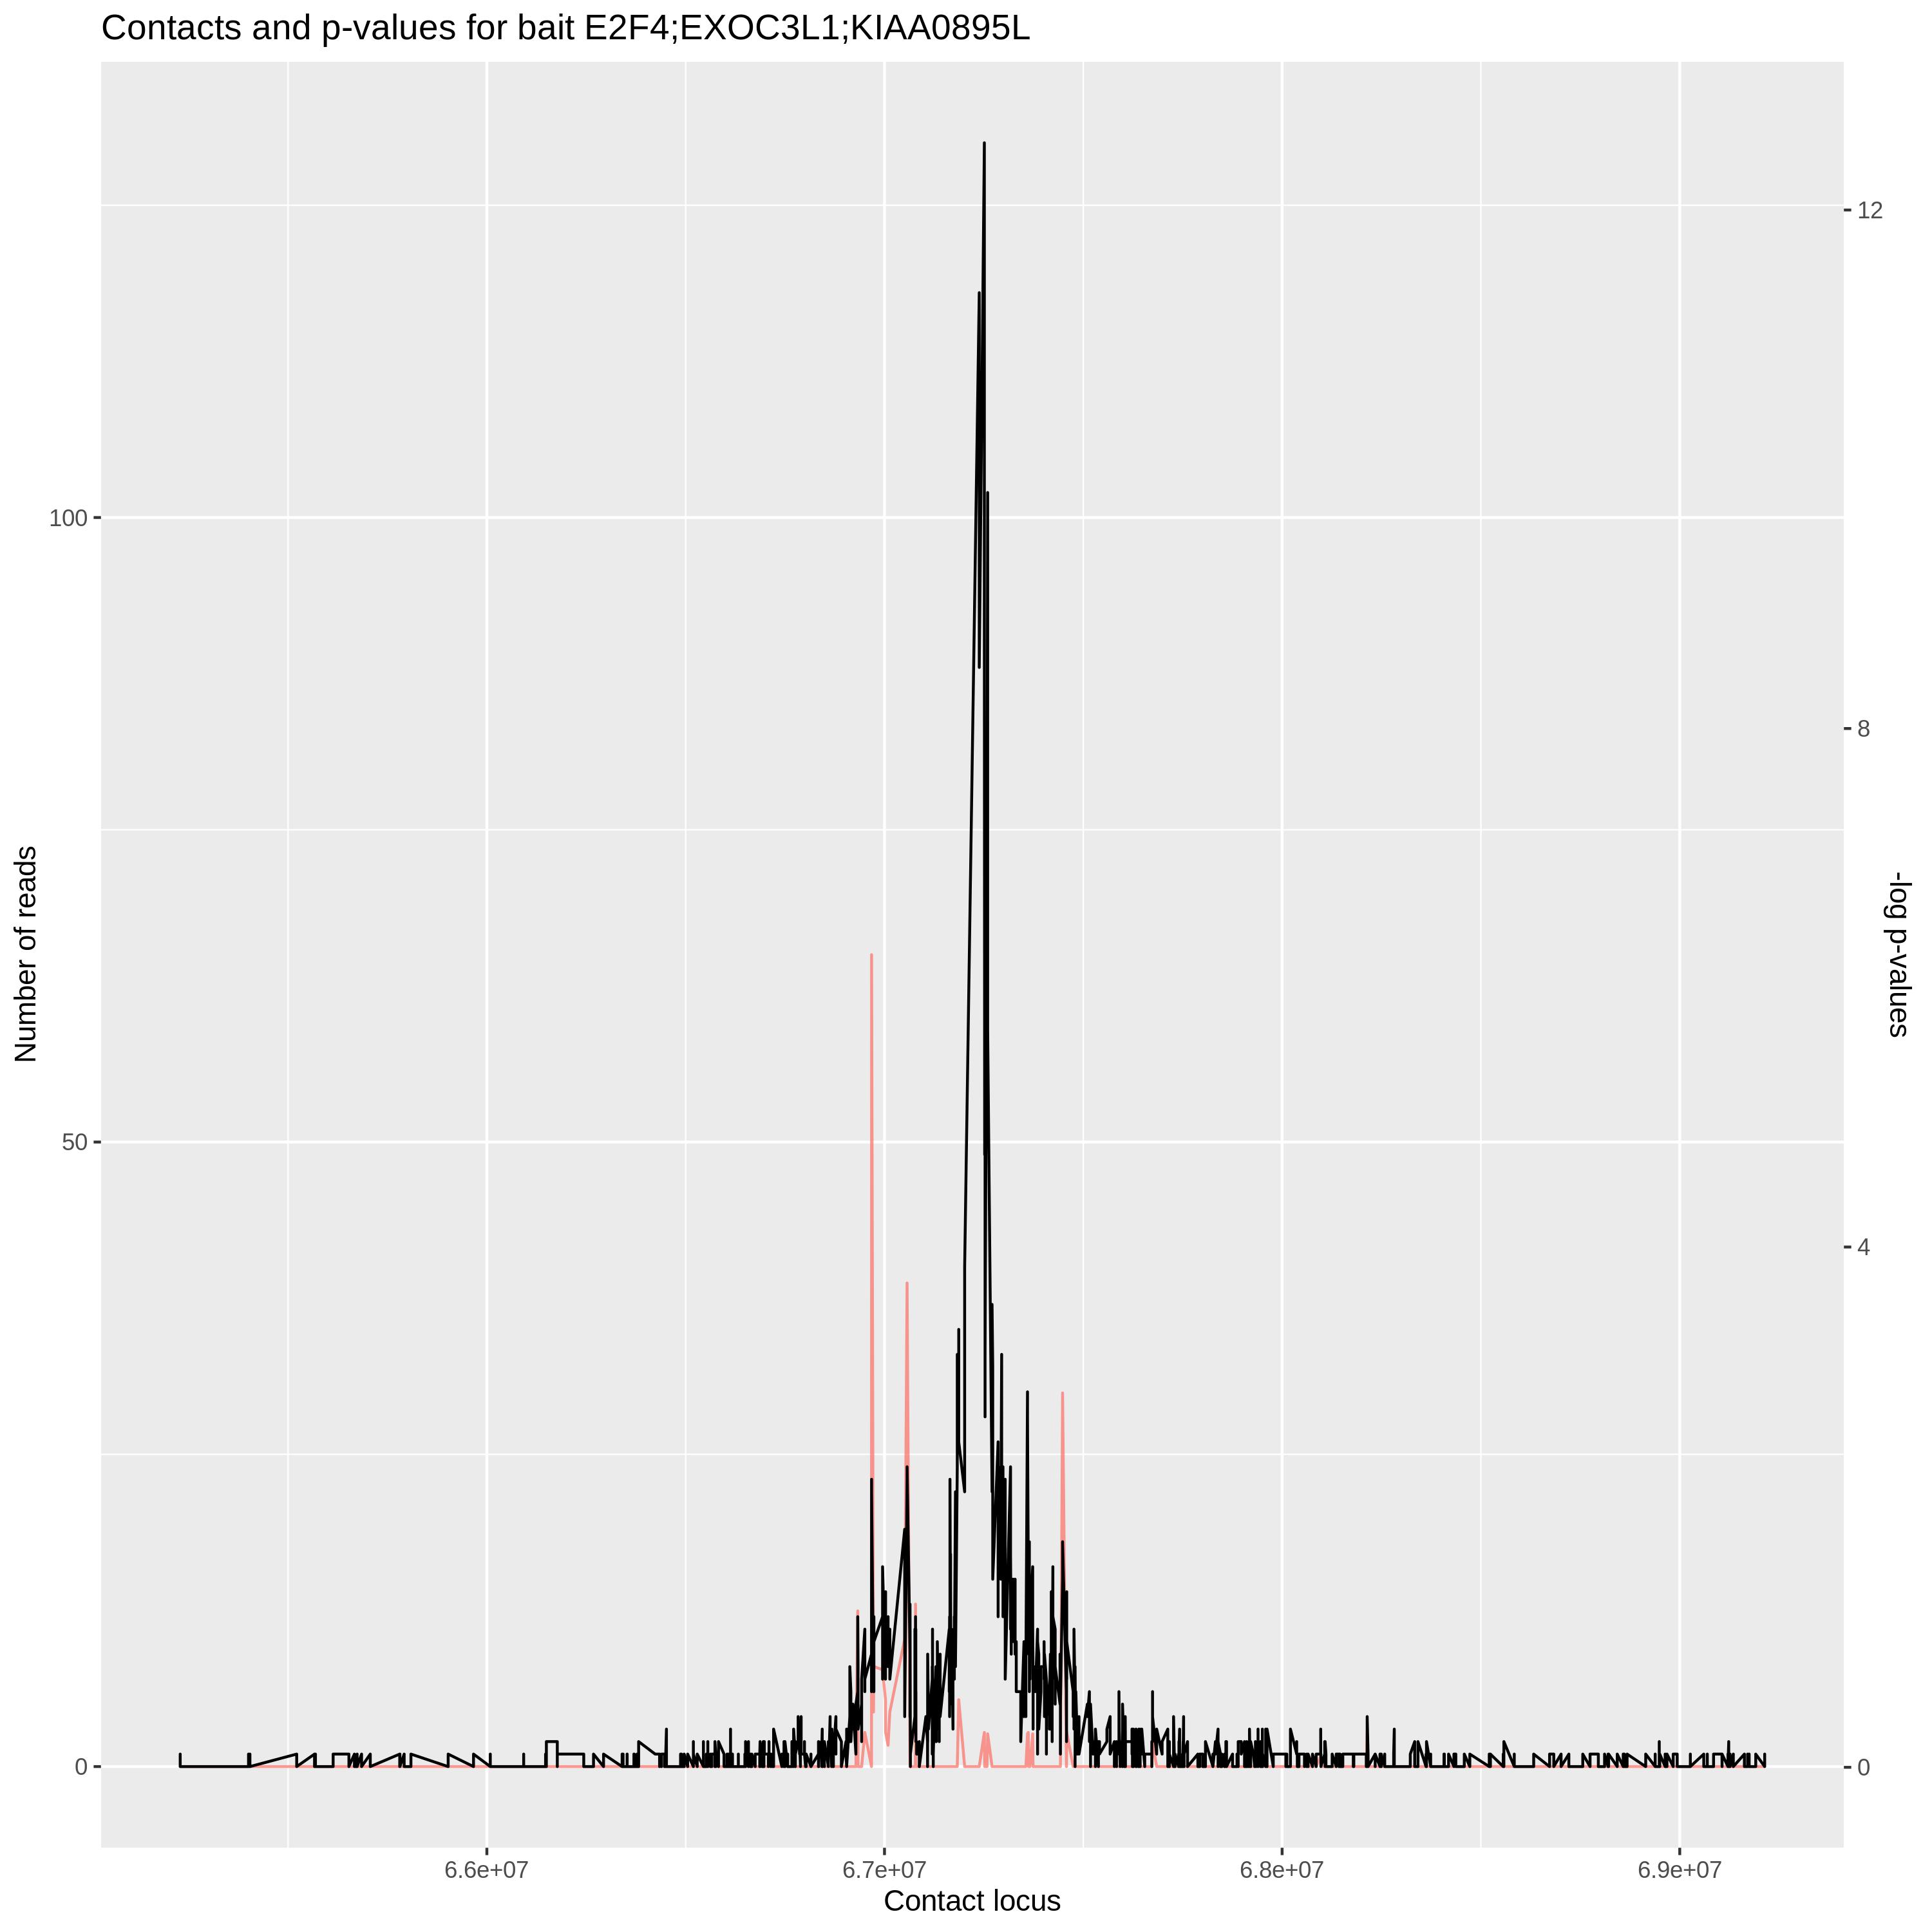 Contacts and p-values for bait E2F4;EXOC3L1;KIAA0895L
12
100
8
Number of reads
-log p-values
50
4
0
0
6.6e+07
6.7e+07
6.8e+07
6.9e+07
Contact locus